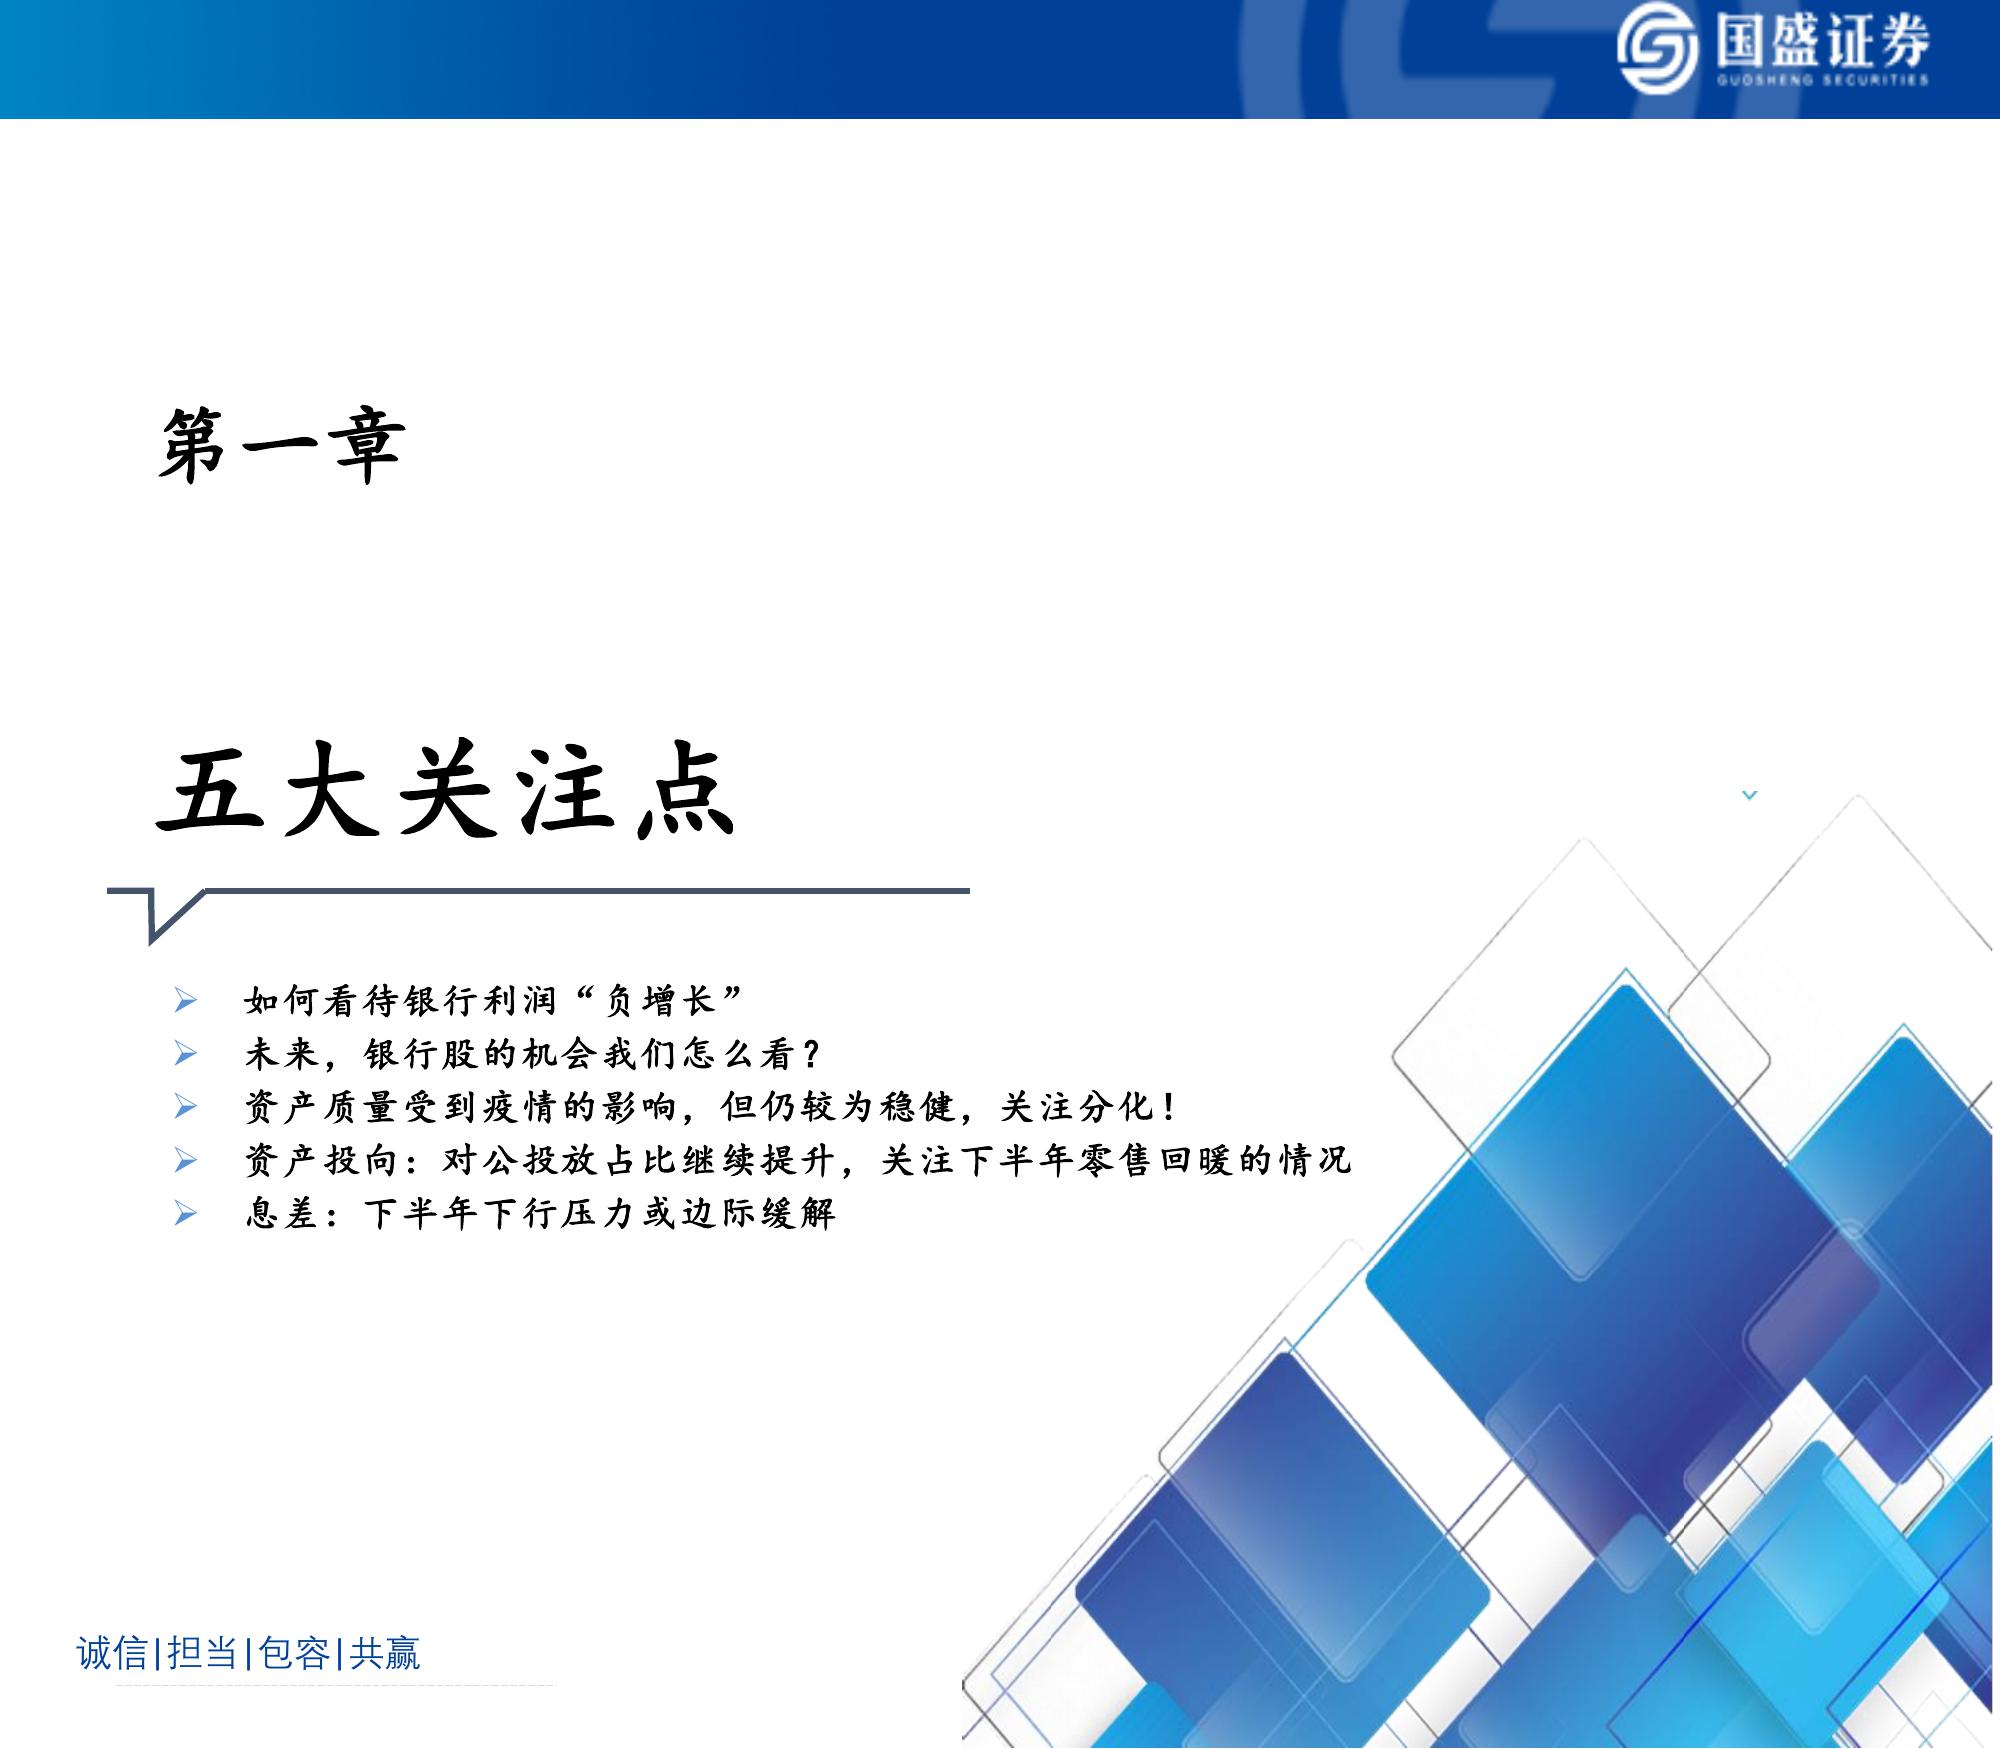 国盛证券
GUOSHENG SECURITIES
第一章
五大关注点
如何看待银行利润“负增长”
未来，银行股的机会我们怎么看？
资产质量受到疫情的影响，但仍较为稳健，关注分化！
资产投向：对公投放占比继续提升，关注下半年零售回暖的情况
息差：下半年下行压力或边际缓解
诚信|担当|包容|共赢